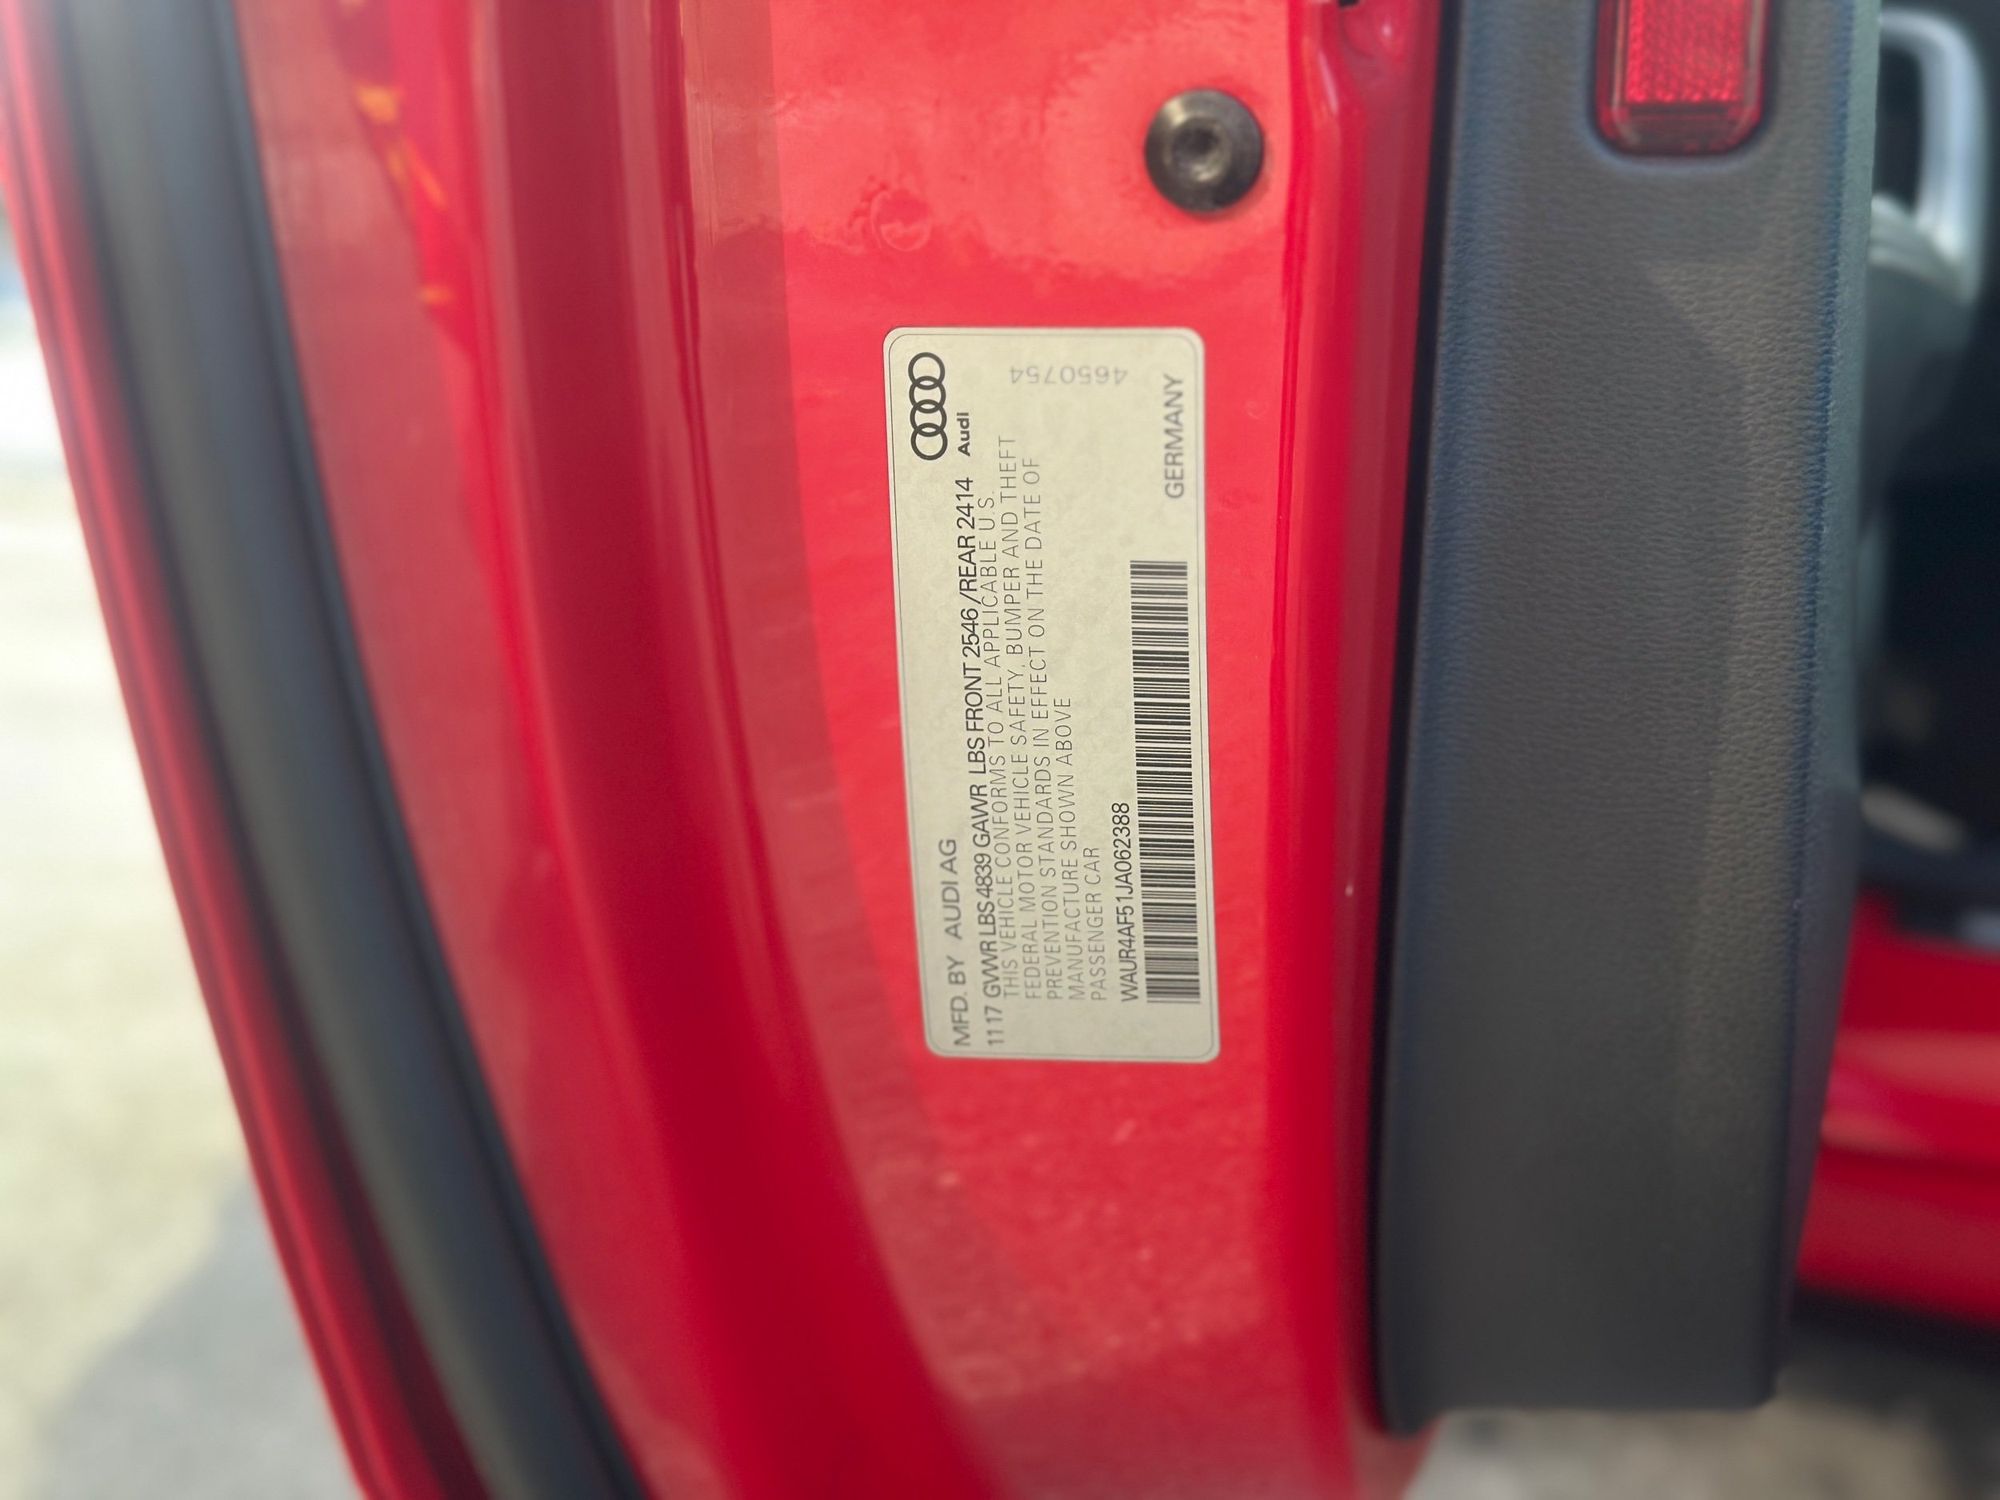 MFD. BY AUDI AG
Audi
1117 GVWR LBS 4839 GAWR LBS FRONT 2546/REAR 2414
THIS VEHICLE CONFORMS TO ALL APPLICABLE U.S.
FEDERAL MOTOR VEHICLE SAFETY, BUMPER AND THEFT
PREVENTION STANDARDS IN EFFECT ON THE DATE OF
MANUFACTURE SHOWN ABOVE
PASSENGER CAR
4650754
WAUR4AF51JA062388
GERMANY